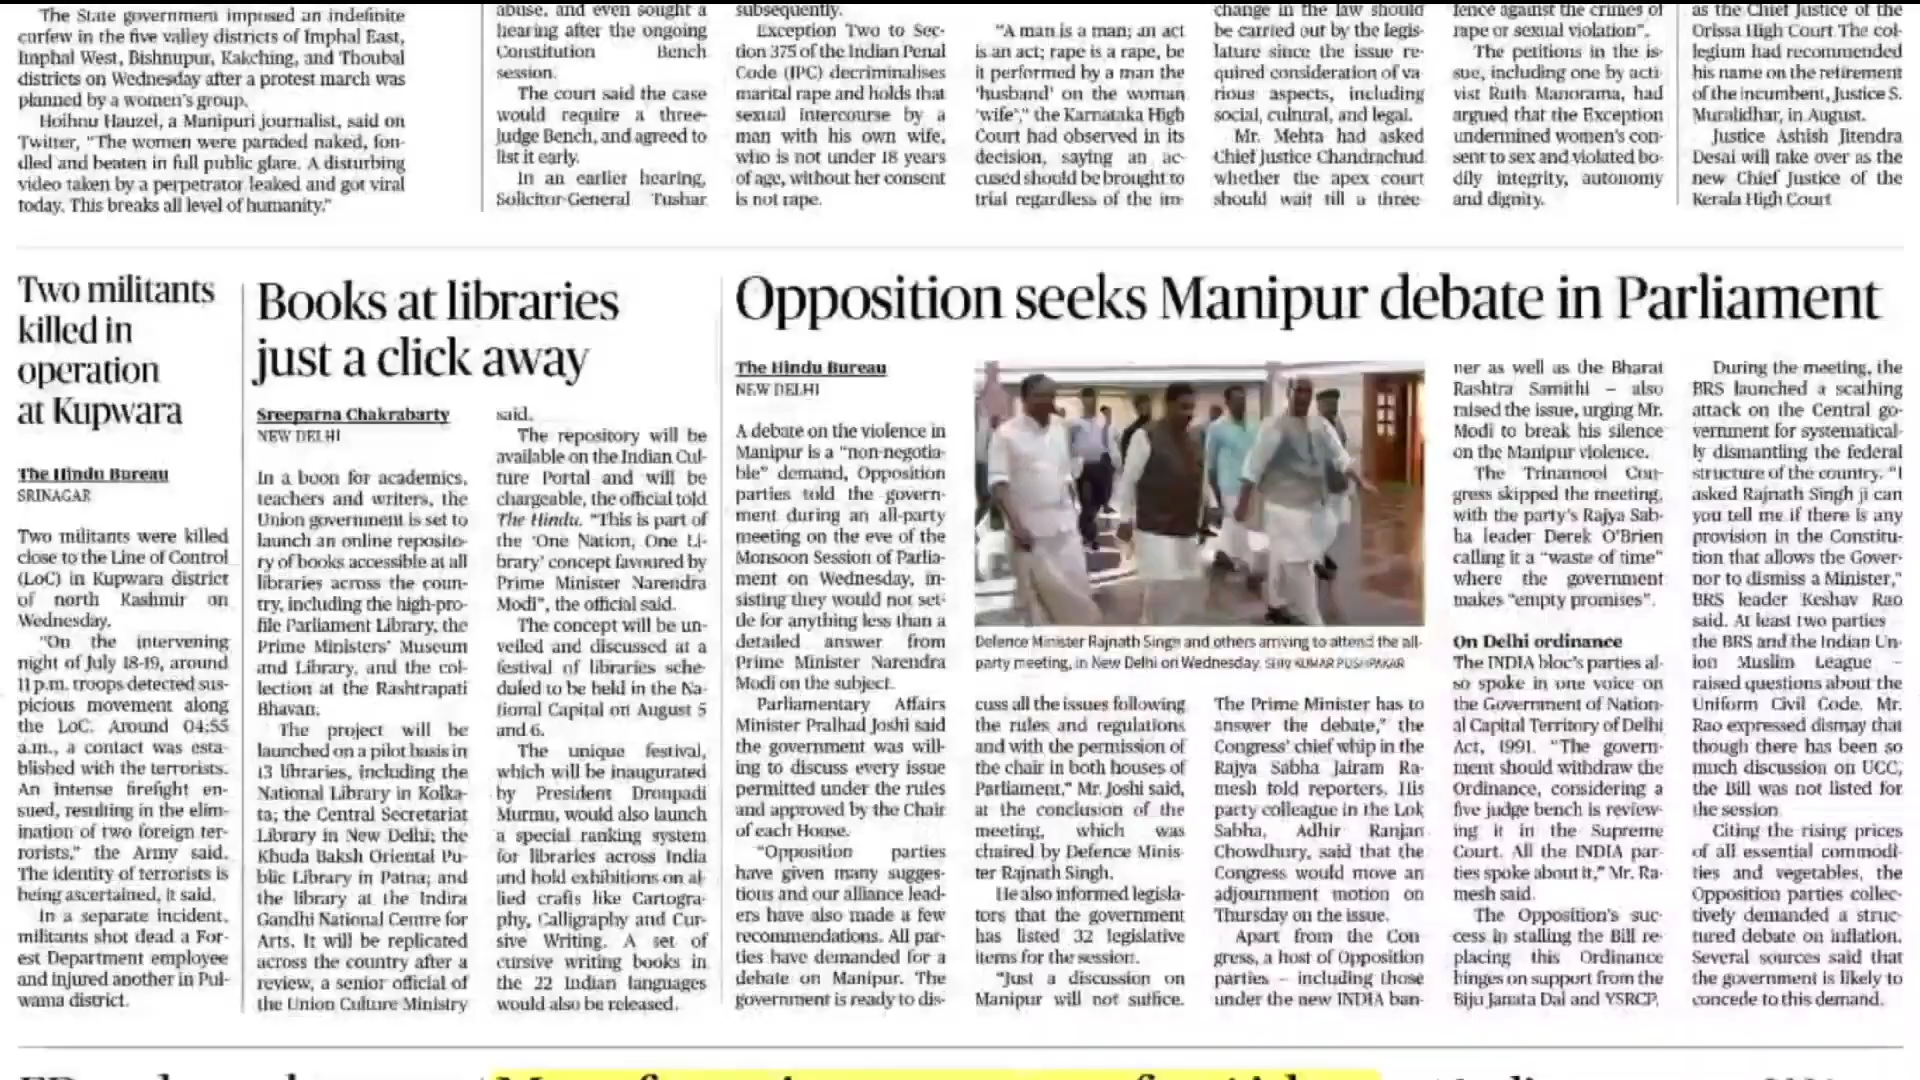 The State government imposed an indefinite
curfew in the five valley districts of Imphal East,
Imphal West, Bishnupur, Kakching, and Thoubal
districts on Wednesday after a protest march was
planned by a women's group.
Hoihnu Hauzel, a Manipuri journalist, said on
Twitter, "The women were paraded naked, fon-
dled and beaten in full public glare. A disturbing
video taken by a perpetrator leaked and got viral
today. This breaks all level of humanity."
abuse, and even sought a
hearing after the ongoing
Constitution Bench
session.
The court said the case
would require a three-
judge Bench, and agreed to
list it early.
In an earlier hearing,
Solicitor-General Tushar
subsequently.
Exception Two to Sec-
tion 375 of the Indian Penal
Code (IPC) decriminalises
marital rape and holds that
sexual intercourse by a
man with his own wife,
who is not under 18 years
of age, without her consent
is not rape.
"A man is a man; an act
is an act; rape is a rape, be
it performed by a man the
'husband' on the woman
'wife'," the Karnataka High
Court had observed in its
decision, saying an ac-
cused should be brought to
trial regardless of the im-
change in the law should
be carried out by the legis-
lature since the issue re-
quired consideration of va-
rious aspects, including
social, cultural, and legal.
Mr. Mehta had asked
Chief Justice Chandrachud
whether the apex court
should wait till a three
fence against the crimes of
rape or sexual violation".
The petitions in the is-
sue, including one by acti-
vist Ruth Manorama, had
argued that the Exception
undermined women's con-
sent to sex and violated bo-
dily integrity, autonomy
and dignity.
as the Chief Justice of the
Orissa High Court The col-
legium had recommended
his name on the retirement
of the incumbent, Justice S.
Muralidhar, in August.
Justice Ashish Jitendra
Desai will take over as the
new Chief Justice of the
Kerala High Court
Two militants
killed in
operation
at Kupwara
The Hindu Bureau
SRINAGAR
Two militants were killed
close to the Line of Control
(LoC) in Kupwara district
of north Kashmir on
Wednesday.
"On the intervening
night of July 18-19, around
11 p.m. troops detected sus-
picious movement along
the LoC. Around 04:55
a.m., a contact was esta-
blished with the terrorists.
An intense firefight en-
sued, resulting in the elim-
ination of two foreign ter-
rorists," the Army said.
The identity of terrorists is
being ascertained, it said.
In a separate incident,
militants shot dead a For-
est Department employee
and injured another in Pul-
wama district.
Books at libraries
just a click away
Sreeparna Chakrabarty
NEW DELHI
In a boon for academics,
teachers and writers, the
Union government is set to
launch an online reposito-
ry of books accessible at all
libraries across the coun-
try, including the high-pro-
file Parliament Library, the
Prime Ministers' Museum
and Library, and the col-
lection at the Rashtrapati
Bhavan.
The project will be
launched on a pilot basis in
13 libraries, including the
National Library in Kolka-
ta; the Central Secretariat
Library in New Delhi; the
Khuda Baksh Oriental Pu-
blic Library in Patna; and
the library at the Indira
Gandhi National Centre for
Arts. It will be replicated
across the country after a
review, a senior official of
the Union Culture Ministry
said.
The repository will be
available on the Indian Cul-
ture Portal and will be
chargeable, the official told
The Hindu. "This is part of
the 'One Nation, One Li-
brary' concept favoured by
Prime Minister Narendra
Modi", the official said.
The concept will be un-
veiled and discussed at a
festival of libraries sche-
duled to be held in the Na-
tional Capital on August 5
and 6.
The unique festival,
which will be inaugurated
by President Droupadi
Murmu, would also launch
a special ranking system
for libraries across India
and hold exhibitions on al-
lied crafts like Cartogra-
phy, Calligraphy and Cur-
sive Writing. A set of
cursive writing books in
the 22 Indian languages
would also be released.
Opposition seeks Manipur debate in Parliament
The Hindu Bureau
NEW DELHI
A debate on the violence in
Manipur is a "non-negotia-
ble" demand, Opposition
parties told the govern-
ment during an all-party
meeting on the eve of the
Monsoon Session of Parlia-
ment on Wednesday, in-
sisting they would not set-
tle for anything less than a
detailed answer from
Prime Minister Narendra
Modi on the subject.
Parliamentary Affairs
Minister Pralhad Joshi said
the government was will-
ing to discuss every issue
permitted under the rules
and approved by the Chair
of each House.
"Opposition parties
have given many sugges-
tions and our alliance lead-
ers have also made a few
recommendations. All par-
ties have demanded for a
debate on Manipur. The
government is ready to dis-
Defence Minister Rajnath Singh and others arriving to attend the all-
party meeting, in New Delhi on Wednesday. SHIV KUMAR PUSHPAKAR
cuss all the issues following
the rules and regulations
and with the permission of
the chair in both houses of
Parliament," Mr. Joshi said,
at the conclusion of the
meeting, which was
chaired by Defence Minis-
ter Rajnath Singh.
He also informed legisla-
tors that the government
has listed 32 legislative
items for the session.
"Just a discussion on
Manipur will not suffice.
The Prime Minister has to
answer the debate," the
Congress' chief whip in the
Rajya Sabha Jairam Ra-
mesh told reporters. His
party colleague in the Lok
Sabha, Adhir Ranjan
Chowdhury, said that the
Congress would move an
adjournment motion on
Thursday on the issue.
Apart from the Con-
gress, a host of Opposition
parties – including those
under the new INDIA ban-
ner as well as the Bharat
Rashtra Samithi – also
raised the issue, urging Mr.
Modi to break his silence
on the Manipur violence.
The Trinamool Con-
gress skipped the meeting,
with the party's Rajya Sab-
ha leader Derek O'Brien
calling it a "waste of time"
where the government
makes "empty promises".
On Delhi ordinance
The INDIA bloc's parties al-
so spoke in one voice on
the Government of Nation-
al Capital Territory of Delhi
Act, 1991. "The govern-
ment should withdraw the
Ordinance, considering a
five judge bench is review-
ing it in the Supreme
Court. All the INDIA par-
ties spoke about it," Mr. Ra-
mesh said.
The Opposition's suc-
cess in stalling the Bill re-
placing this Ordinance
hinges on support from the
Biju Janata Dal and YSRCP.
During the meeting, the
BRS launched a scathing
attack on the Central go-
vernment for systematical-
ly dismantling the federal
structure of the country. "I
asked Rajnath Singh ji can
you tell me if there is any
provision in the Constitu-
tion that allows the Gover-
nor to dismiss a Minister,"
BRS leader Keshav Rao
said. At least two parties –
the BRS and the Indian Un-
ion Muslim League –
raised questions about the
Uniform Civil Code. Mr.
Rao expressed dismay that
though there has been so
much discussion on UCC,
the Bill was not listed for
the session.
Citing the rising prices
of all essential commodi-
ties and vegetables, the
Opposition parties collec-
tively demanded a struc-
tured debate on inflation.
Several sources said that
the government is likely to
concede to this demand.